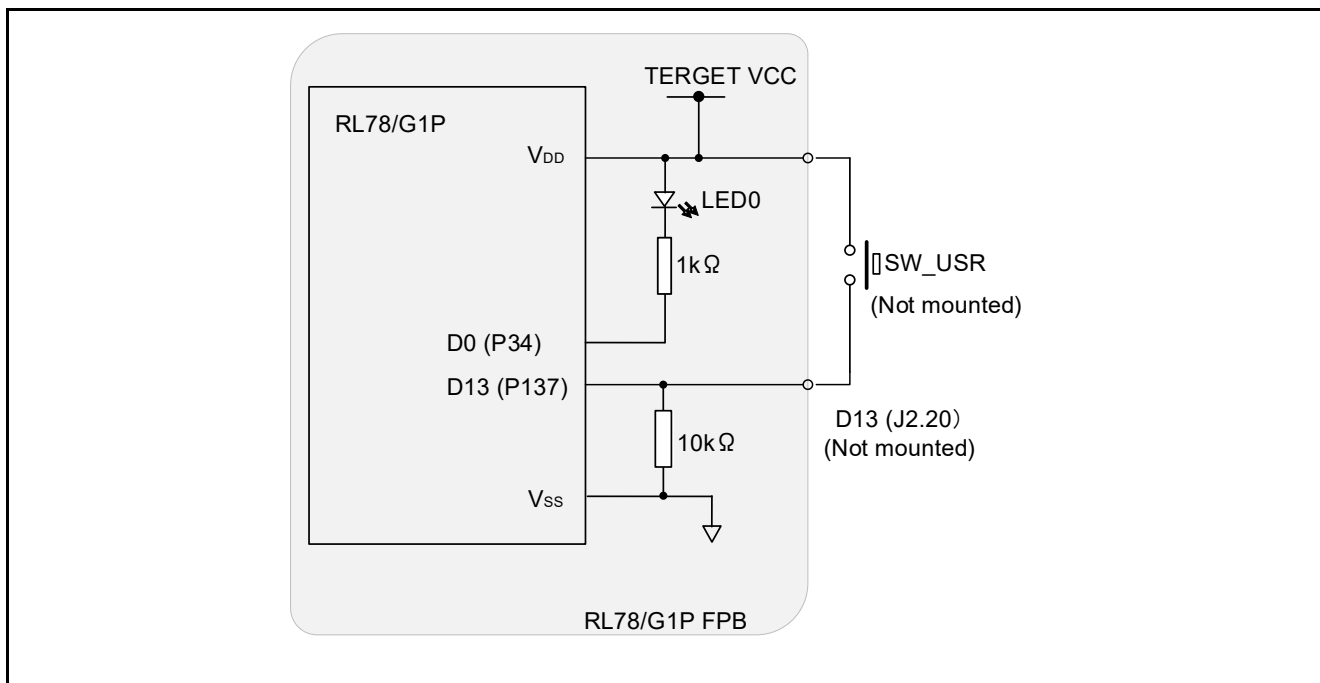 TERGET VCC
RL78/G1P
VDD
LED0
1kΩ
SW_USR
(Not mounted)
D0 (P34)
D13 (P137)
D13 (J2.20）
(Not mounted)
10kΩ
VSS
RL78/G1P FPB